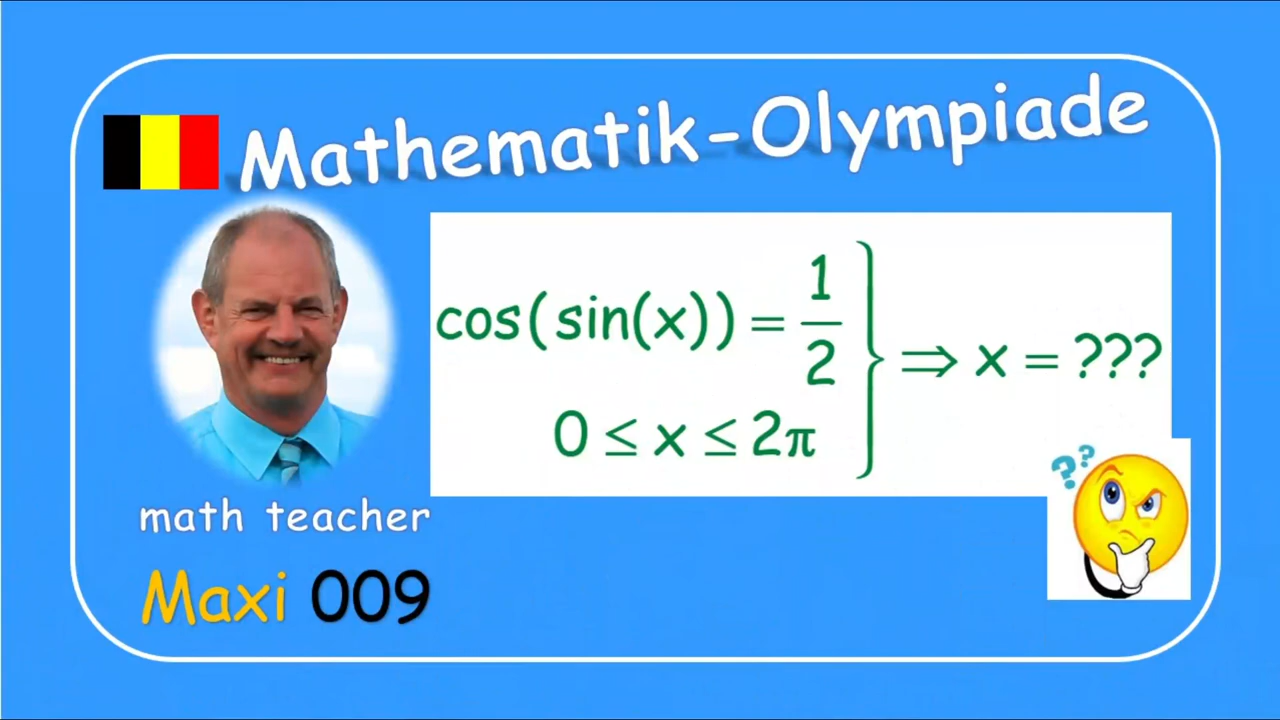 Mathematik-Olympiade
cos(sin(x)) = 1/2
0 ≤ x ≤ 2π
⇒ x = ???
??
math teacher
Maxi 009